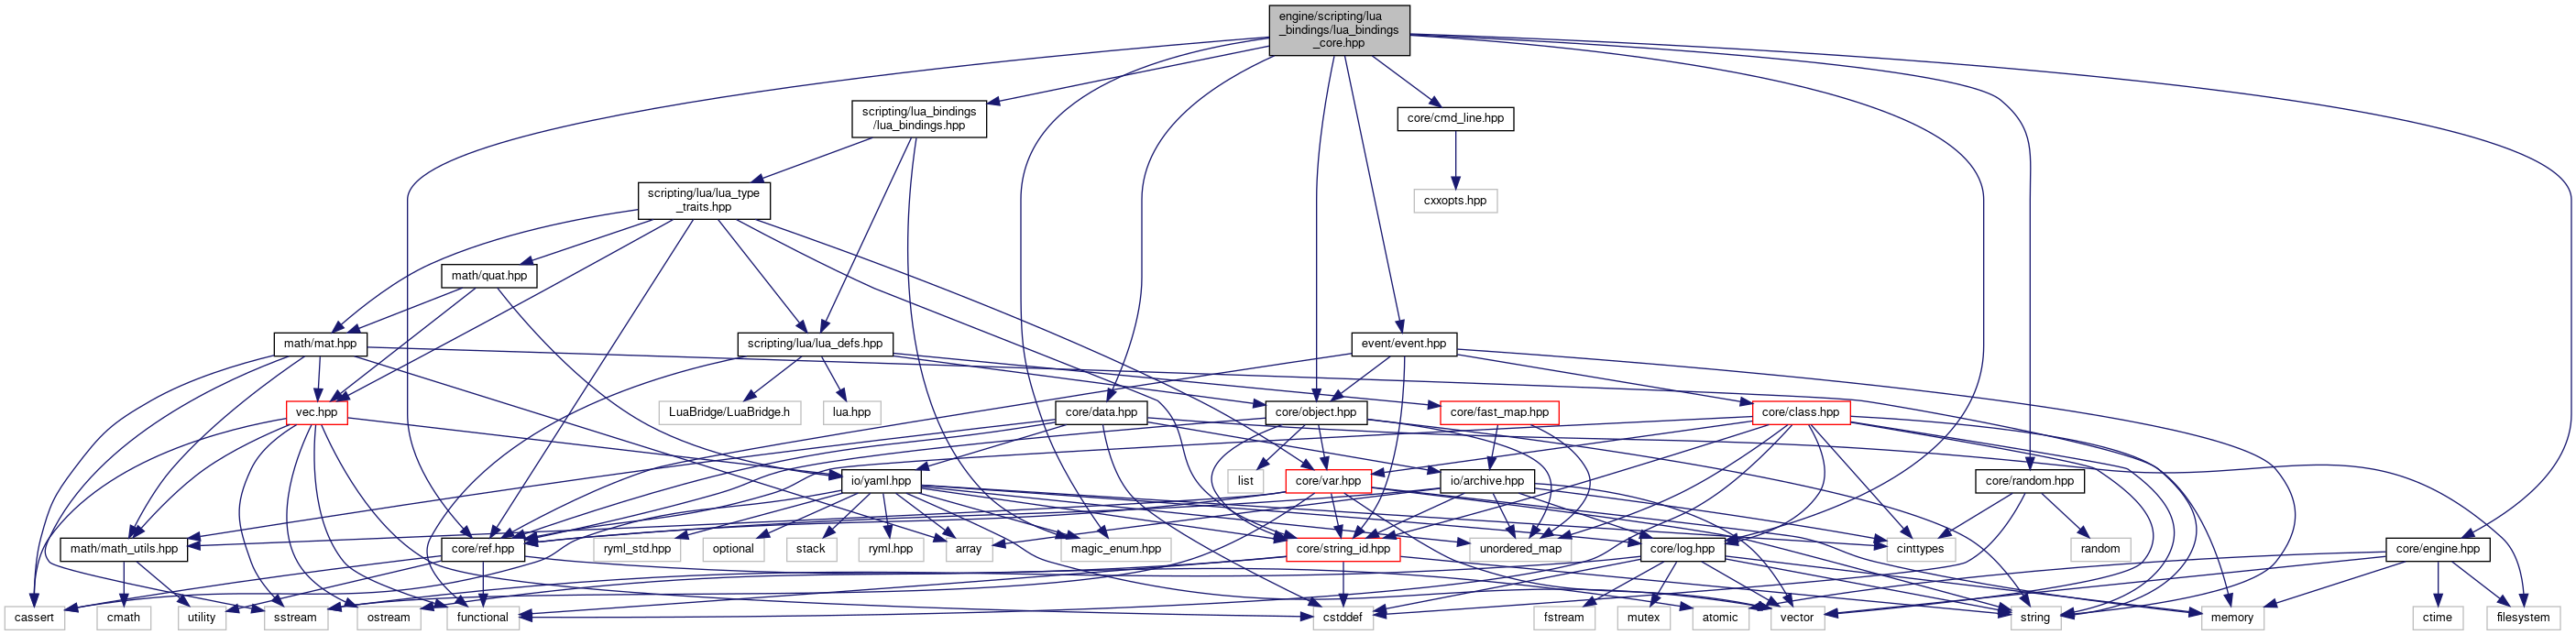 engine/scripting/lua
_bindings/lua_bindings
_core.hpp
scripting/lua_bindings
/lua_bindings.hpp
core/cmd_line.hpp
scripting/lua/lua_type
_traits.hpp
cxxopts.hpp
math/quat.hpp
math/mat.hpp
scripting/lua/lua_defs.hpp
event/event.hpp
vec.hpp
LuaBridge/LuaBridge.h
lua.hpp
core/data.hpp
core/object.hpp
core/fast_map.hpp
core/class.hpp
io/yaml.hpp
list
core/var.hpp
io/archive.hpp
core/random.hpp
math/math_utils.hpp
core/ref.hpp
ryml_std.hpp
optional
stack
ryml.hpp
array
magic_enum.hpp
core/string_id.hpp
unordered_map
core/log.hpp
cinttypes
random
core/engine.hpp
cassert
cmath
utility
sstream
ostream
functional
cstddef
fstream
mutex
atomic
vector
string
memory
ctime
filesystem